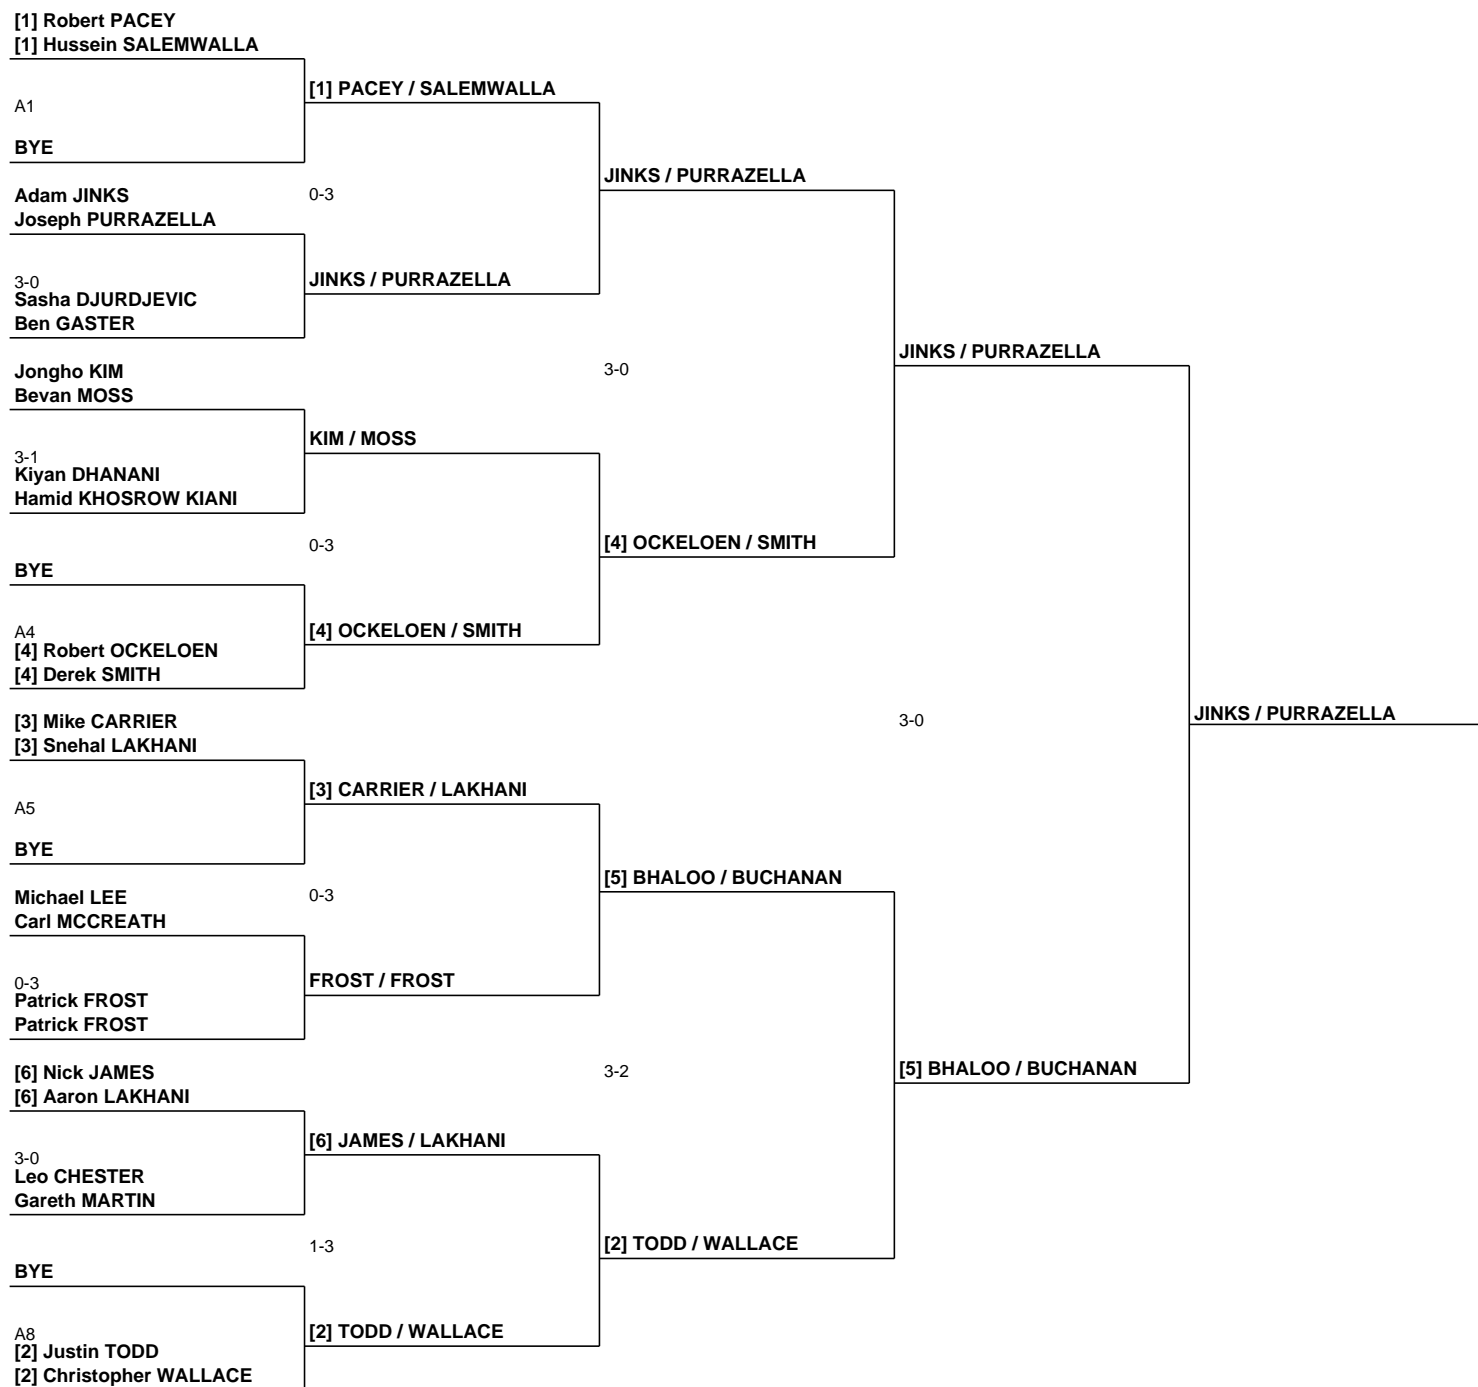 [1] Robert PACEY
[1] Hussein SALEMWALLA
[1] PACEY / SALEMWALLA
A1
BYE
JINKS / PURRAZELLA
Adam JINKS
0-3
Joseph PURRAZELLA
3-0
JINKS / PURRAZELLA
Sasha DJURDJEVIC
Ben GASTER
JINKS / PURRAZELLA
Jongho KIM
3-0
Bevan MOSS
KIM / MOSS
3-1
Kiyan DHANANI
Hamid KHOSROW KIANI
0-3
[4] OCKELOEN / SMITH
BYE
A4
[4] OCKELOEN / SMITH
[4] Robert OCKELOEN
[4] Derek SMITH
[3] Mike CARRIER
3-0
JINKS / PURRAZELLA
[3] Snehal LAKHANI
[3] CARRIER / LAKHANI
A5
BYE
[5] BHALOO / BUCHANAN
Michael LEE
0-3
Carl MCCREATH
0-3
FROST / FROST
Patrick FROST
Patrick FROST
[6] Nick JAMES
3-2
[5] BHALOO / BUCHANAN
[6] Aaron LAKHANI
[6] JAMES / LAKHANI
3-0
Leo CHESTER
Gareth MARTIN
1-3
[2] TODD / WALLACE
BYE
A8
[2] TODD / WALLACE
[2] Justin TODD
[2] Christopher WALLACE